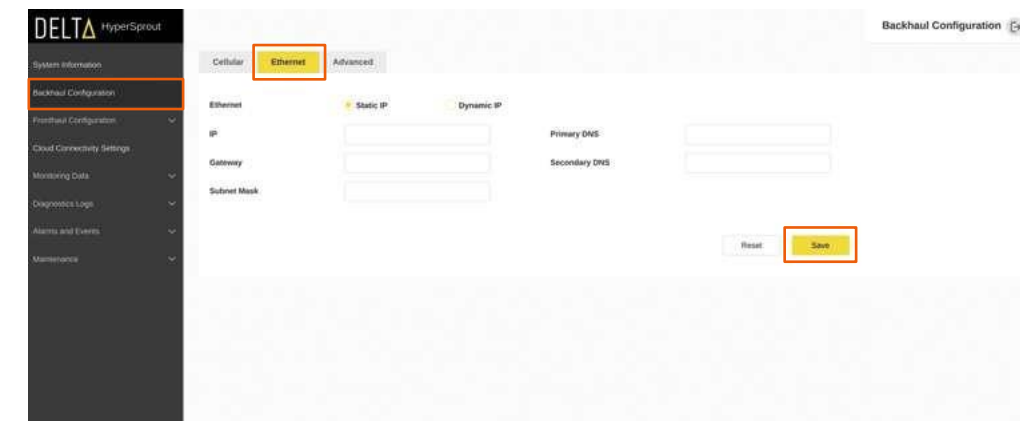 DELTA HyperSprout
Backhaul Configuration
System Information
Backhaul Configuration
Fronthaul Configuration
Cloud Connectivity Settings
Monitoring Data
Diagnostics Logs
Alarms and Events
Maintenance
Cellular Ethernet Advanced
Ethernet Static IP Dynamic IP
IP Primary DNS
Gateway Secondary DNS
Subnet Mask
Reset Save